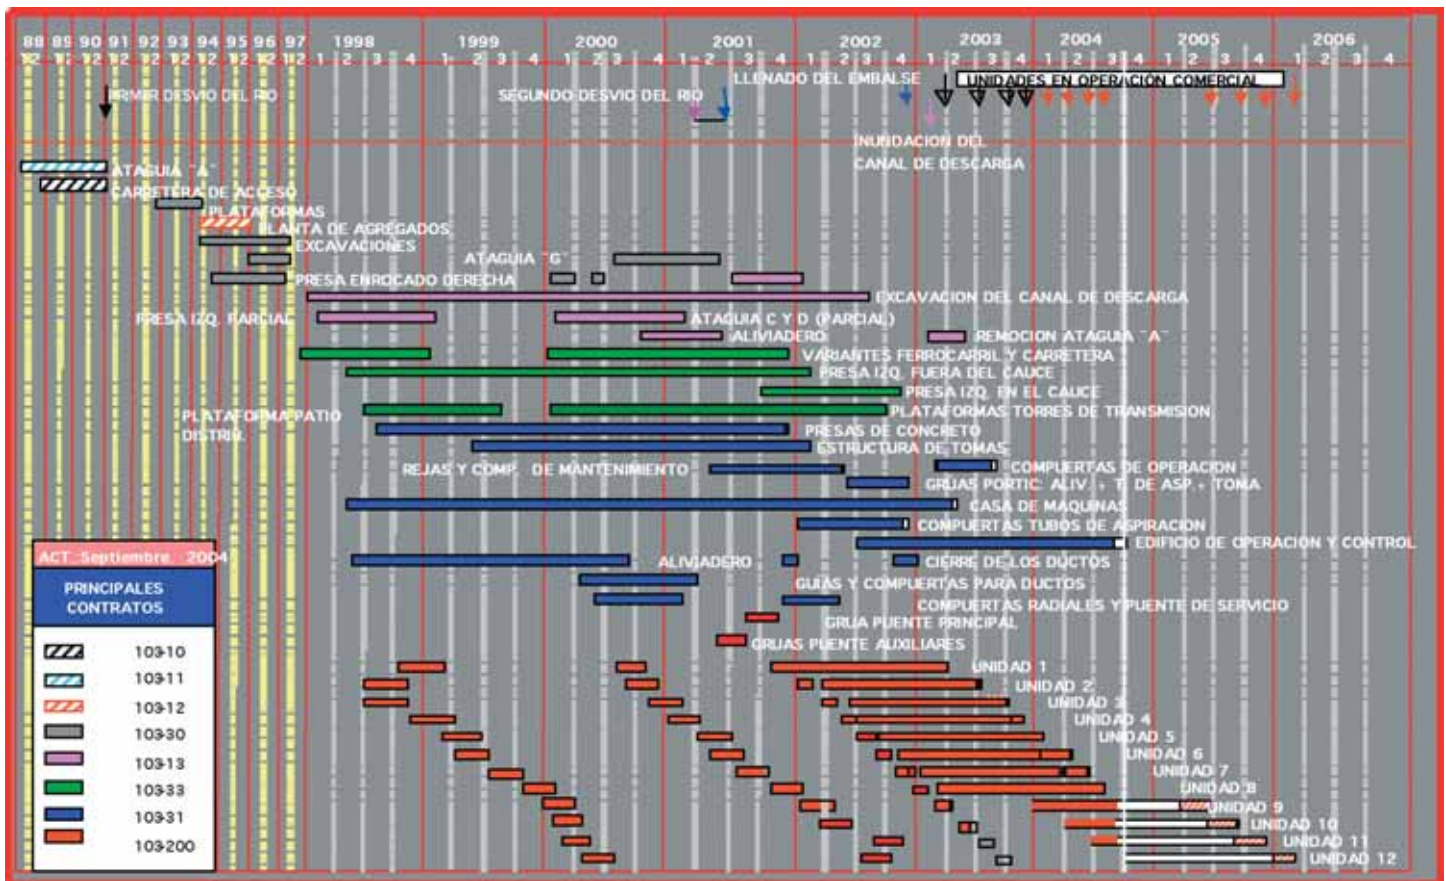 88 89 90 91 92 93 94 95 96 97 1998 1999 2000 2001 2002 2003 2004 2005 2006
LLENADO DEL EMBALSE
UNIDADES EN OPERACIÓN COMERCIAL
PRIMER DESVIO DEL RIO
SEGUNDO DESVIO DEL RIO
INUNDACION DEL
CANAL DE DESCARGA
ATAGUIA ¨A¨
CARRETERA DE ACCESO
PLATAFORMAS
PLANTA DE AGREGADOS
EXCAVACIONES
ATAGUIA ¨G¨
PRESA ENROCADO DERECHA
EXCAVACION DEL CANAL DE DESCARGA
PRESA IZQ. PARCIAL
ATAGUIA C Y D (PARCIAL)
ALIVIADERO
REMOCION ATAGUIA ¨A¨
VARIANTES FERROCARRIL Y CARRETERA
PRESA IZQ. FUERA DEL CAUCE
PRESA IZQ. EN EL CAUCE
PLATAFORMA PATIO
DISTRIB.
PLATAFORMAS TORRES DE TRANSMISION
PRESAS DE CONCRETO
ESTRUCTURA DE TOMAS
REJAS Y COMP. DE MANTENIMIENTO
COMPUERTAS DE OPERACION
GRUAS PORTIC: ALIV. + T. DE ASP.+ TOMA
CASA DE MAQUINAS
COMPUERTAS TUBOS DE ASPIRACION
EDIFICIO DE OPERACION Y CONTROL
ALIVIADERO
CIERRE DE LOS DUCTOS
GUIAS Y COMPUERTAS PARA DUCTOS
COMPUERTAS RADIALES Y PUENTE DE SERVICIO
GRUA PUENTE PRINCIPAL
GRUAS PUENTE AUXILIARES
UNIDAD 1
UNIDAD 2
UNIDAD 3
UNIDAD 4
UNIDAD 5
UNIDAD 6
UNIDAD 7
UNIDAD 8
UNIDAD 9
UNIDAD 10
UNIDAD 11
UNIDAD 12
ACT. Septiembre 2004
PRINCIPALES
CONTRATOS
103-10
103-11
103-12
103-30
103-13
103-33
103-31
103-200